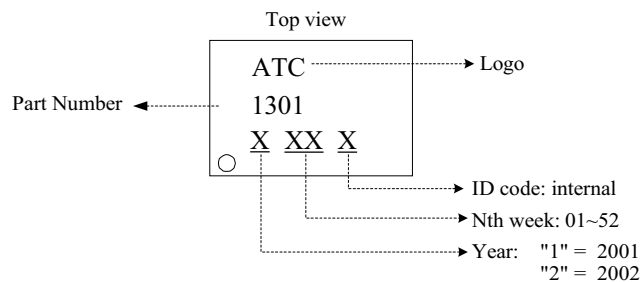 Top view
ATC
Logo
Part Number
1301
X XX X
ID code: internal
Nth week: 01~52
Year: "1" = 2001
"2" = 2002